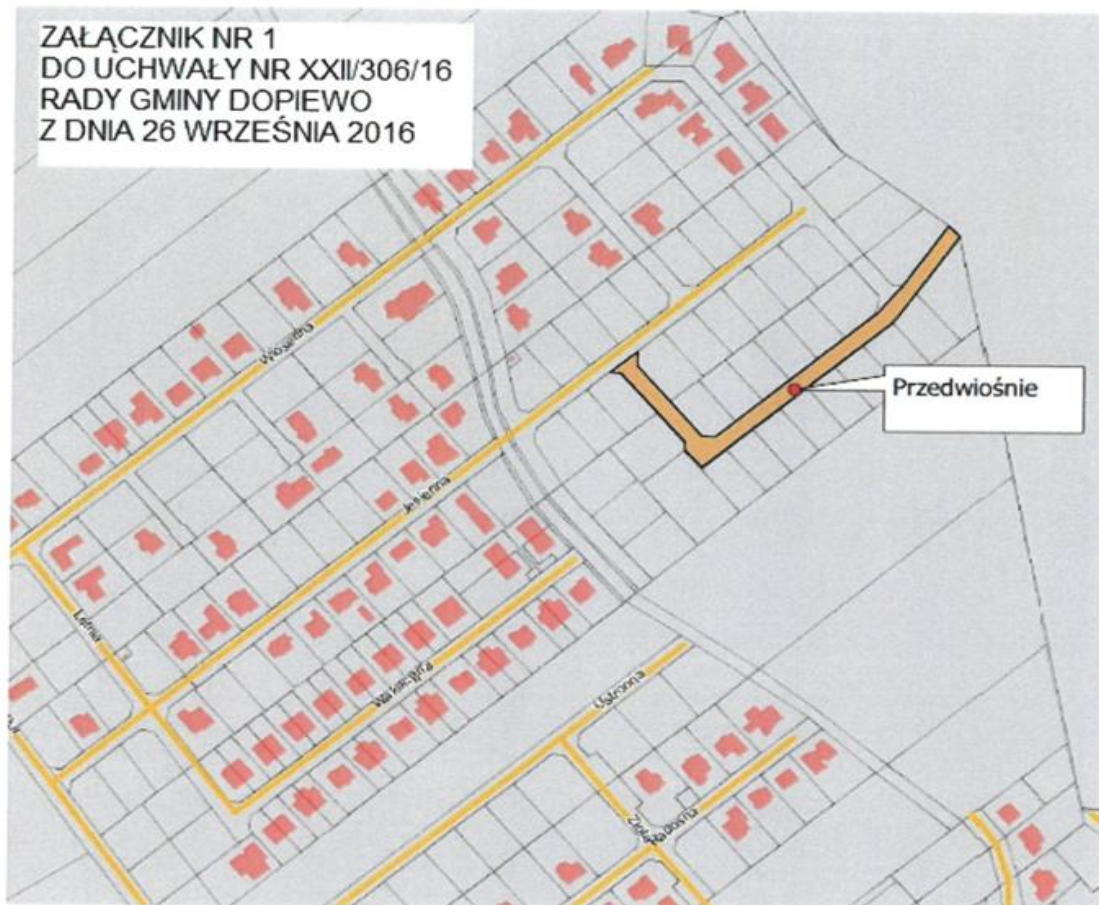 ZAŁĄCZNIK NR 1
DO UCHWAŁY NR XXII/306/16
RADY GMINY DOPIEWO
Z DNIA 26 WRZEŚNIA 2016
Wiosenna
Przedwiośnie
Jesienna
Letnia
Wakacyjna
Ustronna
Radosna